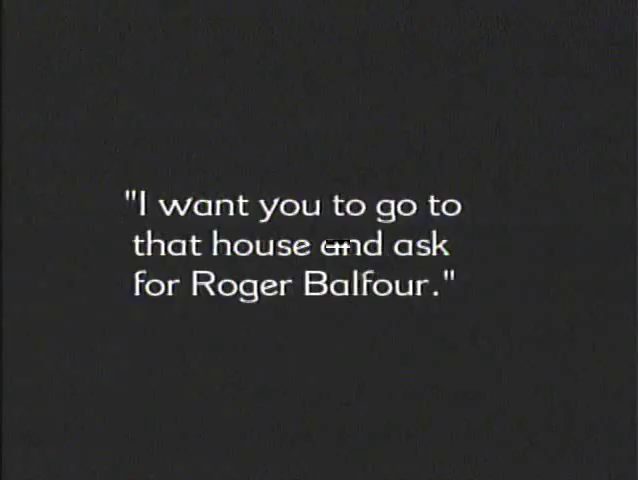 "I want you to go to
that house and ask
for Roger Balfour."